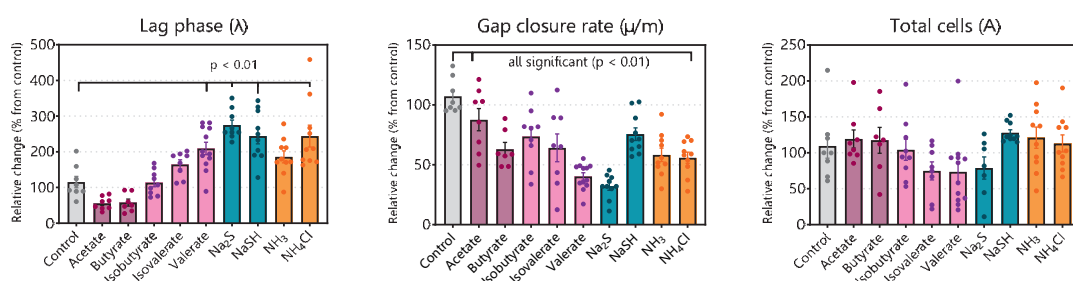 Lag phase (λ)
Relative change (% from control)
500
400
300
200
100
0
p < 0.01
Control
Acetate
Butyrate
Isobutyrate
Isovalerate
Valerate
Na₂S
NaSH
NH₃
NH₄Cl
Gap closure rate (μ/m)
Relative change (% from control)
150
100
50
0
all significant (p < 0.01)
Control
Acetate
Butyrate
Isobutyrate
Isovalerate
Valerate
Na₂S
NaSH
NH₃
NH₄Cl
Total cells (A)
Relative change (% from control)
250
200
150
100
50
0
Control
Acetate
Butyrate
Isobutyrate
Isovalerate
Valerate
Na₂S
NaSH
NH₃
NH₄Cl